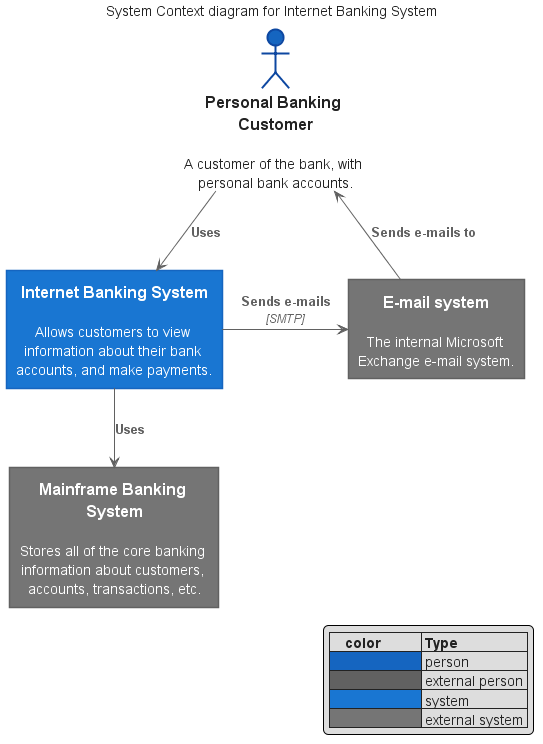 System Context diagram for Internet Banking System
Personal Banking
Customer
A customer of the bank, with
personal bank accounts.
Uses
Sends e-mails to
Internet Banking System
Allows customers to view
information about their bank
accounts, and make payments.
Sends e-mails
[SMTP]
E-mail system
The internal Microsoft
Exchange e-mail system.
Uses
Mainframe Banking
System
Stores all of the core banking
information about customers,
accounts, transactions, etc.
color Type
person
external person
system
external system